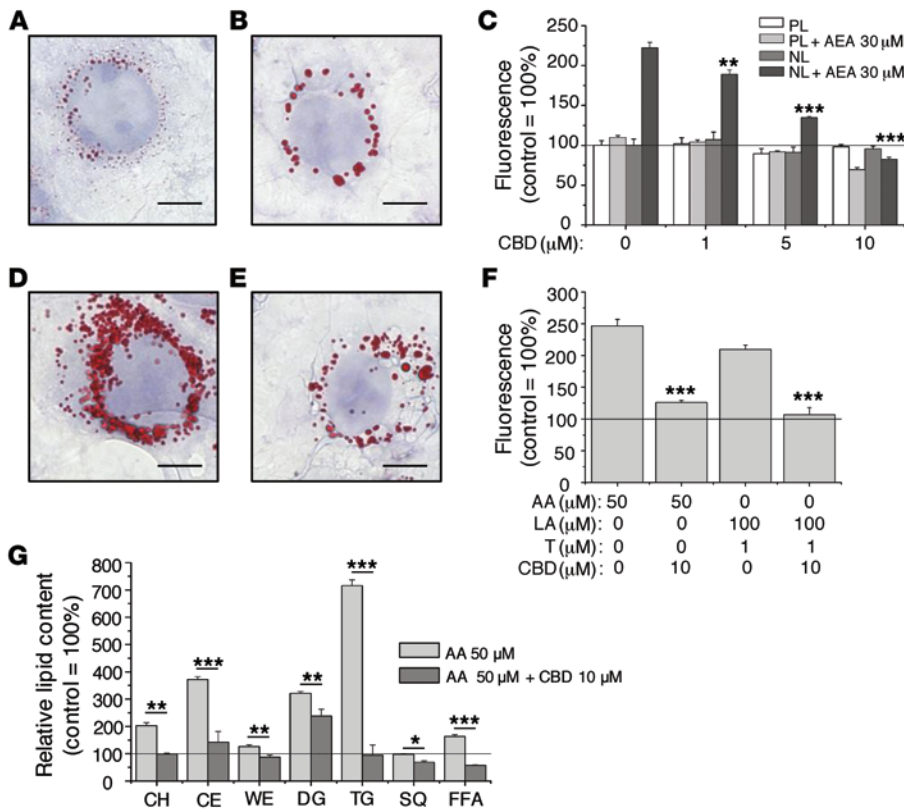 A
B
C
PL
PL + AEA 30 µM
NL
NL + AEA 30 µM
Fluorescence
(control = 100%)
250
200
150
100
50
0
**
***
***
CBD (µM): 0 1 5 10
D
E
F
Fluorescence
(control = 100%)
300
250
200
150
100
50
0
***
***
AA (µM): 50 50 0 0
LA (µM): 0 0 100 100
T (µM): 0 0 1 1
CBD (µM): 0 10 0 10
G
Relative lipid content
(control = 100%)
800
700
600
500
400
300
200
100
0
**
***
**
**
***
*
***
AA 50 µM
AA 50 µM + CBD 10 µM
CH CE WE DG TG SQ FFA